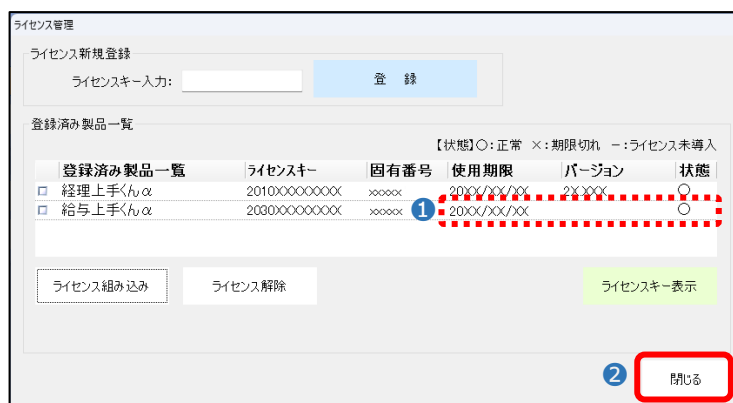 ライセンス管理
ライセンス新規登録
ライセンスキー入力:
登　録
登録済み製品一覧
【状態】○:正常 ×:期限切れ －:ライセンス未導入
登録済み製品一覧 ライセンスキー 固有番号 使用期限 バージョン 状態
経理上手くんα 2010XXXXXXXX xxxxx 20XX/XX/XX 2X.XXX ○
給与上手くんα 2030XXXXXXXX xxxxx 1 20XX/XX/XX ○
ライセンス組み込み ライセンス解除 ライセンスキー表示
2 閉じる